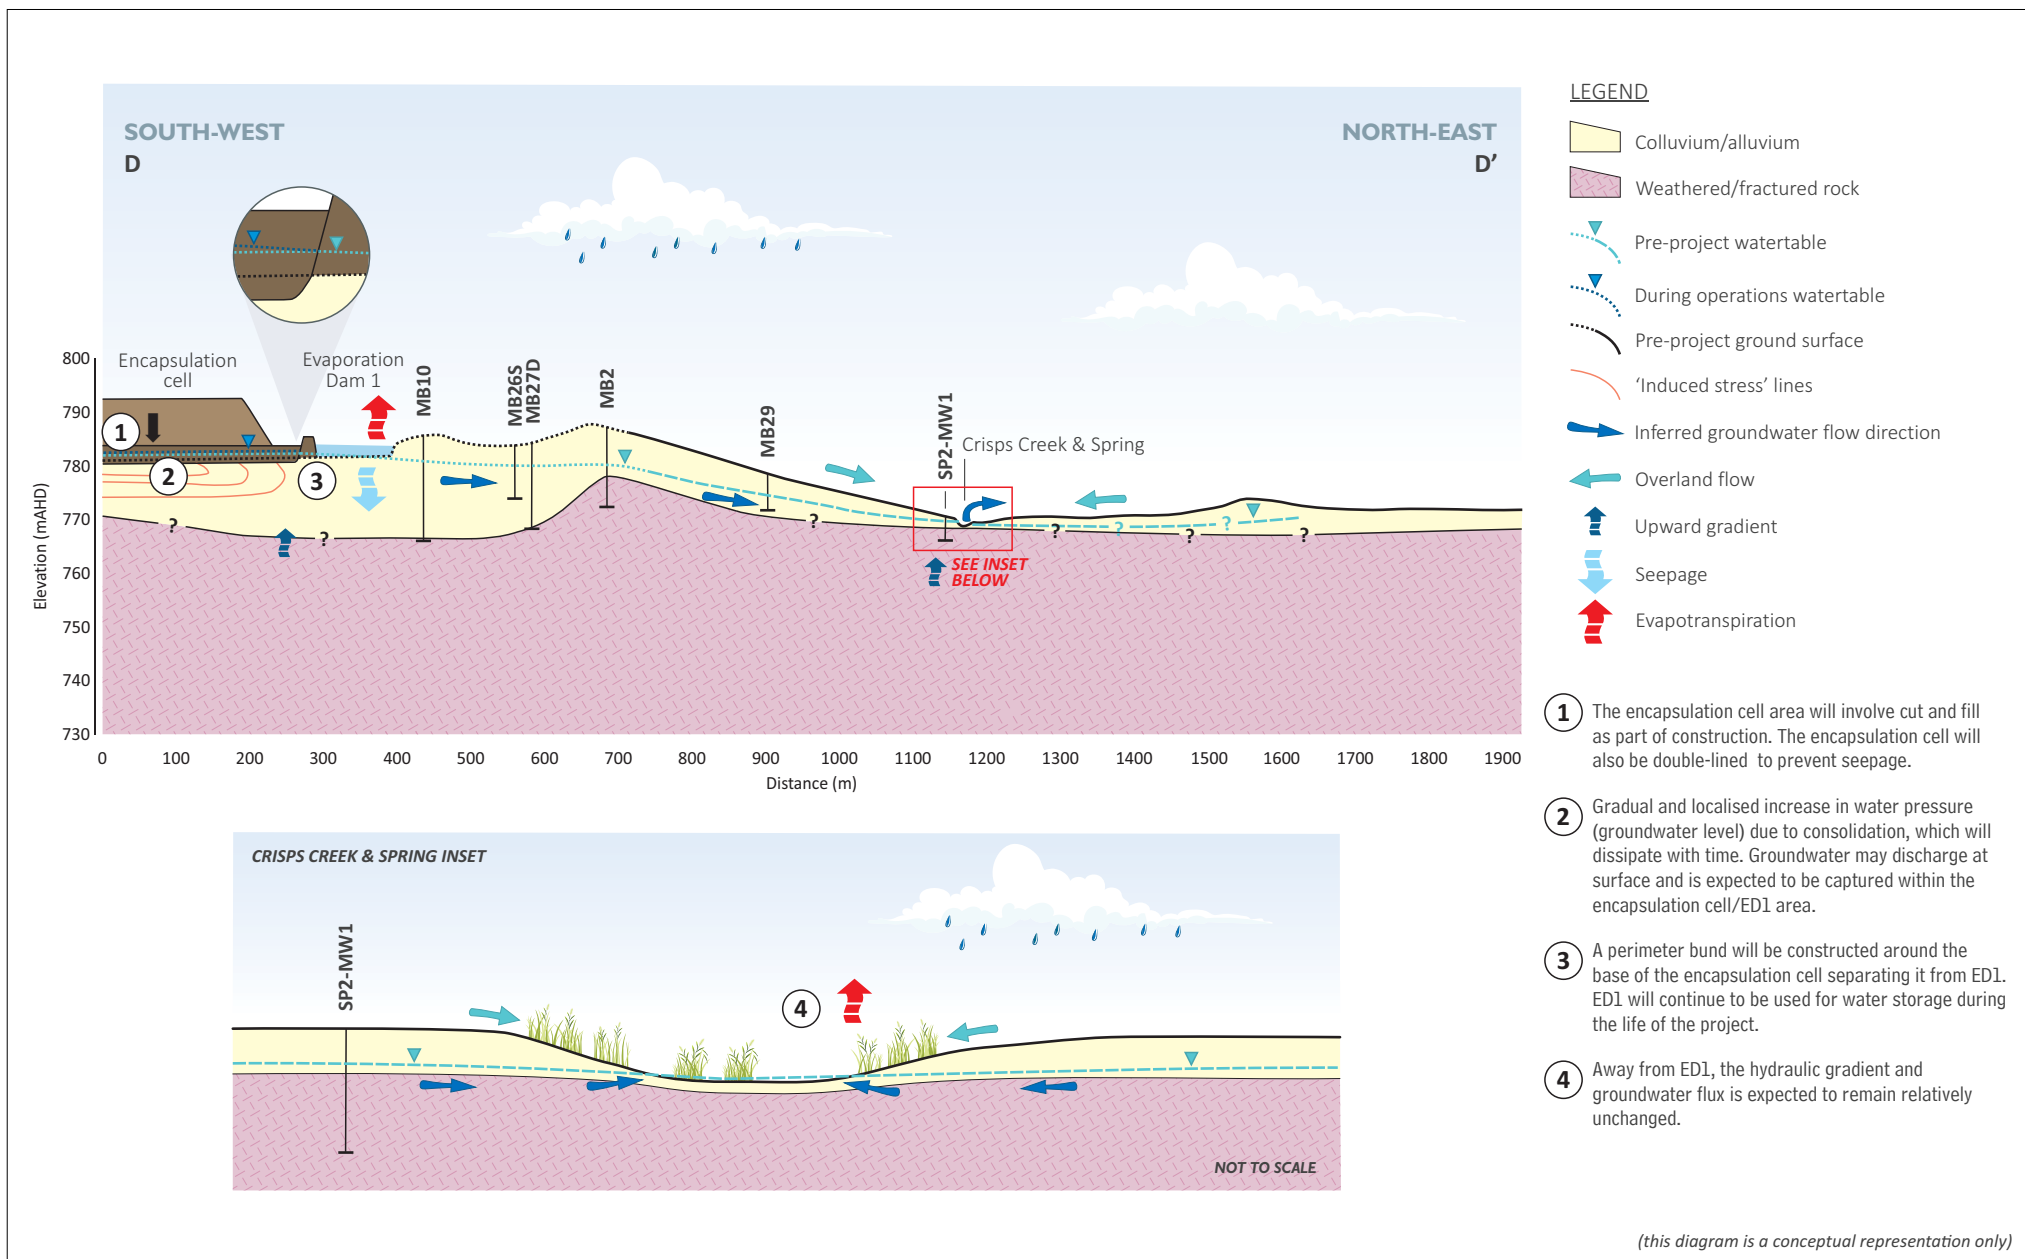 SOUTH-WEST
D
NORTH-EAST
D'
Encapsulation
cell
Evaporation
Dam 1
MB10
MB26S
MB27D
MB2
MB29
SP2-MW1
Crisps Creek & Spring
1
2
3
?
?
?
?
?
?
?
?
SEE INSET
BELOW
Elevation (mAHD)
800
790
780
770
760
750
740
730
0 100 200 300 400 500 600 700 800 900 1000 1100 1200 1300 1400 1500 1600 1700 1800 1900
Distance (m)
LEGEND
Colluvium/alluvium
Weathered/fractured rock
Pre-project watertable
During operations watertable
Pre-project ground surface
'Induced stress' lines
Inferred groundwater flow direction
Overland flow
Upward gradient
Seepage
Evapotranspiration
1 The encapsulation cell area will involve cut and fill
as part of construction. The encapsulation cell will
also be double-lined to prevent seepage.
2 Gradual and localised increase in water pressure
(groundwater level) due to consolidation, which will
dissipate with time. Groundwater may discharge at
surface and is expected to be captured within the
encapsulation cell/ED1 area.
3 A perimeter bund will be constructed around the
base of the encapsulation cell separating it from ED1.
ED1 will continue to be used for water storage during
the life of the project.
4 Away from ED1, the hydraulic gradient and
groundwater flux is expected to remain relatively
unchanged.
CRISPS CREEK & SPRING INSET
SP2-MW1
4
NOT TO SCALE
(this diagram is a conceptual representation only)